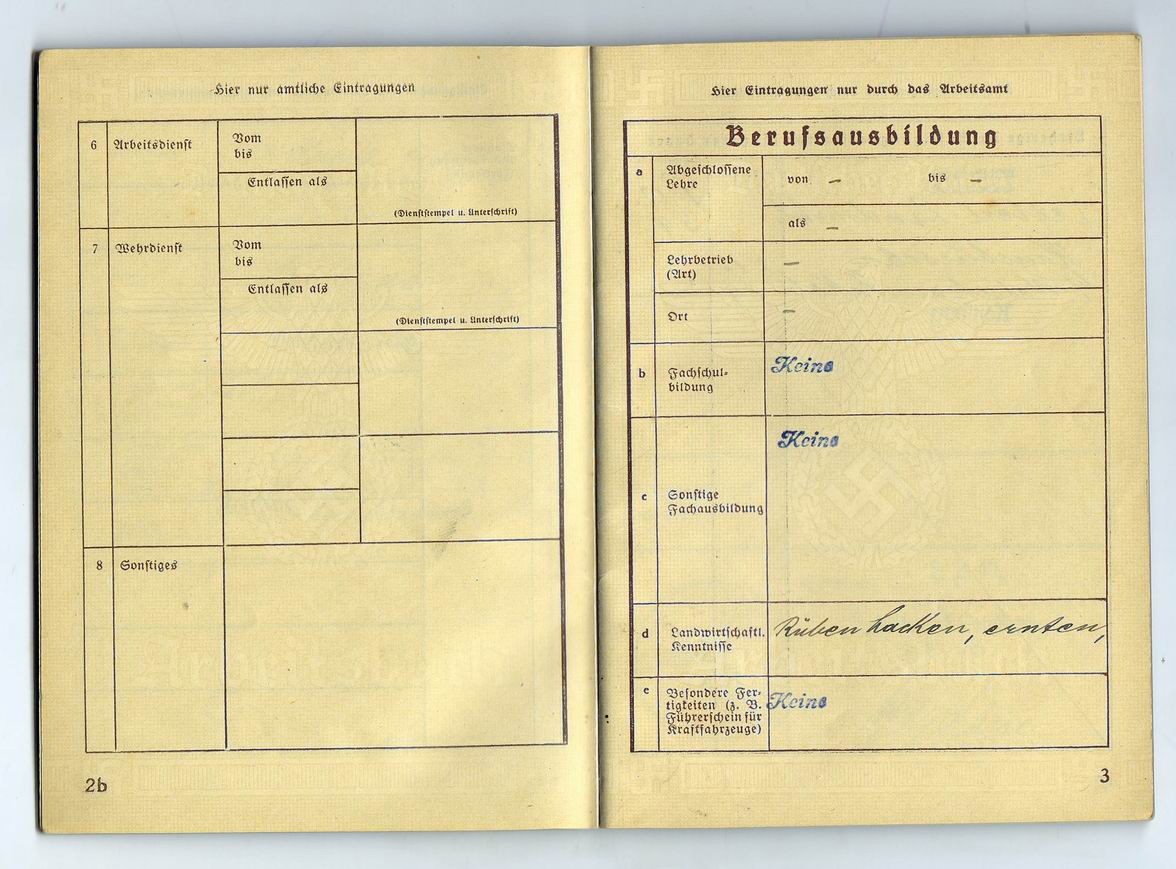 Hier nur amtliche Eintragungen
6 Arbeitsdienst
Vom
bis
Entlassen als
(Dienststempel u. Unterschrift)
7 Wehrdienst
Vom
bis
Entlassen als
(Dienststempel u. Unterschrift)
8 Sonstiges
2b
Hier Eintragungen nur durch das Arbeitsamt
Berufsausbildung
a Abgeschlossene
Lehre
von – bis –
als –
Lehrbetrieb –
(Art)
Ort –
b Fachschul-
bildung
Keine
Keine
c Sonstige
Fachausbildung
d Landwirtschaftl.
Kenntnisse
Rüben hacken, ernten,
e Besondere Fer-
tigkeiten (z. B.
Führerschein für
Kraftfahrzeuge)
Keine
3